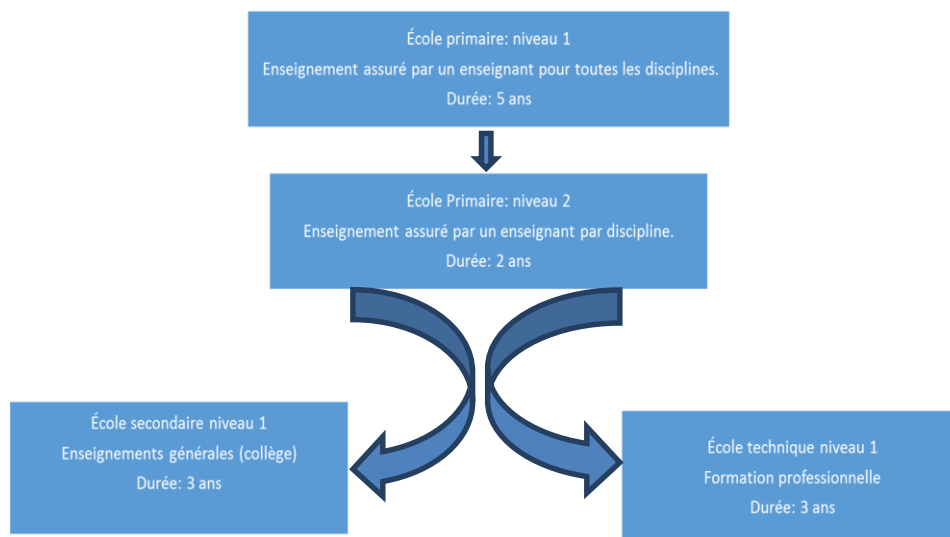 École primaire: niveau 1
Enseignement assuré par un enseignant pour toutes les disciplines.
Durée: 5 ans
École Primaire: niveau 2
Enseignement assuré par un enseignant par discipline.
Durée: 2 ans
École secondaire niveau 1
Enseignements générales (collège)
Durée: 3 ans
École technique niveau 1
Formation professionnelle
Durée: 3 ans